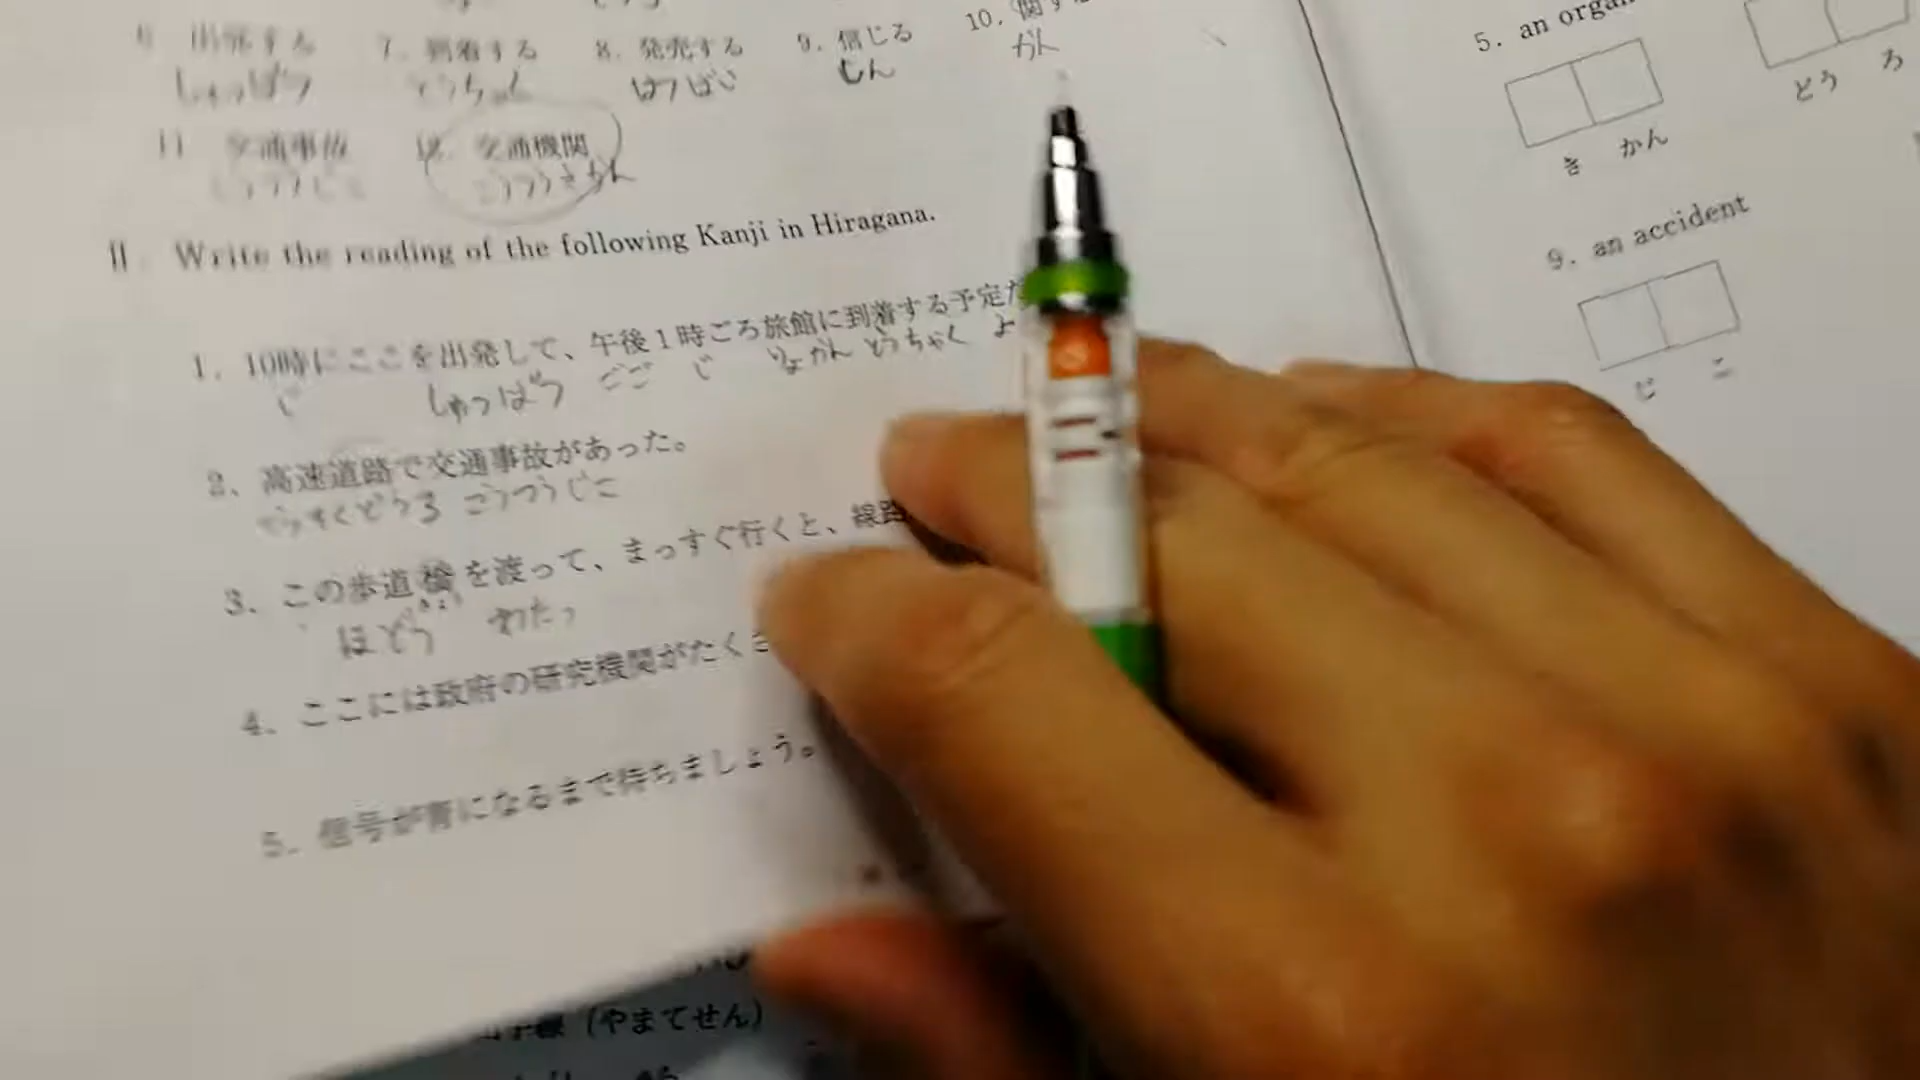 6. 出発する 7. 到着する 8. 発売する 9. 信じる 10. 関する
しゅっぱつ とうちゃく はつばい しん かん
11 交通事故 12. 交通機関
こうつうじこ こうつうきかん
II. Write the reading of the following Kanji in Hiragana.
1. 10時にここを出発して、午後1時ごろ旅館に到着する予定だ
じ しゅっぱつ ごご じ りょかん とうちゃく よ
2. 高速道路で交通事故があった。
こうそくどうろ こうつうじこ
3. この歩道橋を渡って、まっすぐ行くと、線路
ほどう きょう わたっ
4. ここには政府の研究機関がたくさ
5. 信号が青になるまで待ちましょう。
(やまてせん)
5. an organ
き かん
どう ろ
9. an accident
じ こ